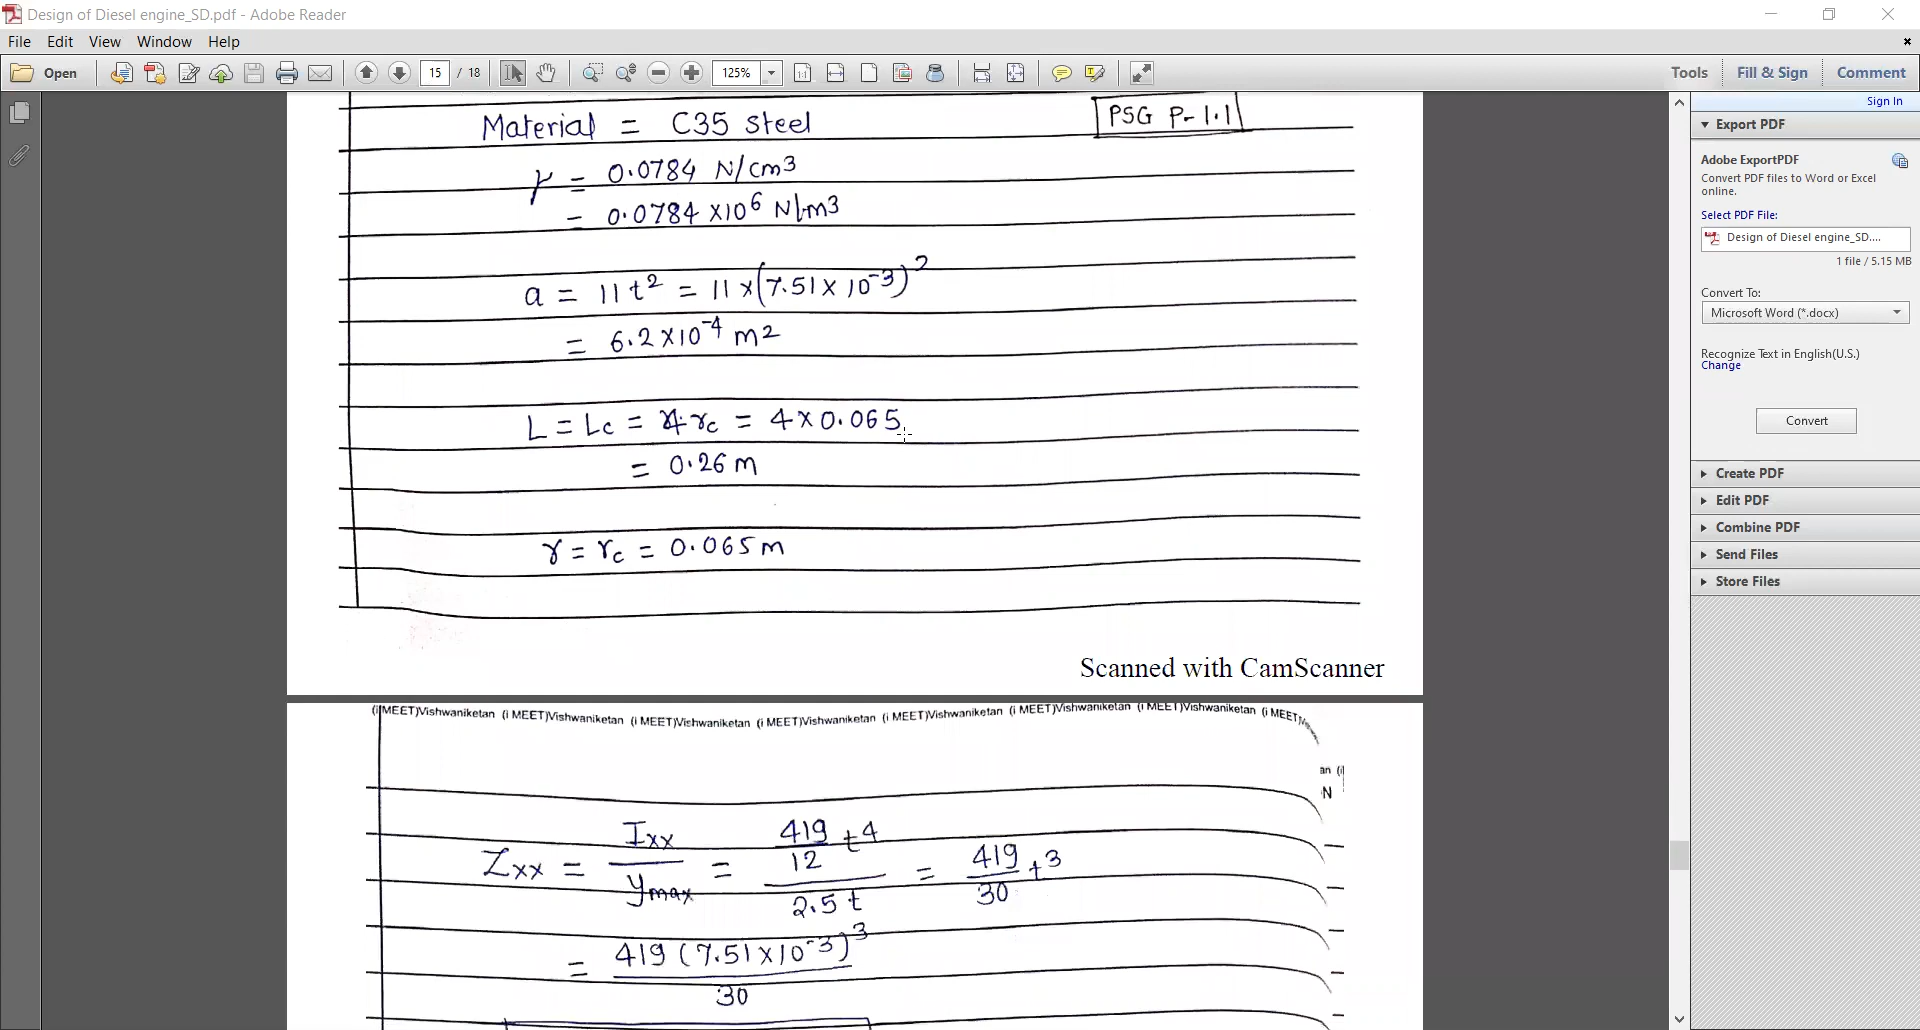 Design of Diesel engine_SD.pdf - Adobe Reader
File Edit View Window Help
Open 15 / 18 125% Tools Fill & Sign Comment
Sign In
Export PDF
Adobe ExportPDF
Convert PDF files to Word or Excel
online.
Select PDF File:
Design of Diesel engine_SD....
1 file / 5.15 MB
Convert To:
Microsoft Word (*.docx)
Recognize Text in English(U.S.)
Change
Convert
Create PDF
Edit PDF
Combine PDF
Send Files
Store Files
Material = C35 steel PSG P-1.1
γ = 0.0784 N/cm3
= 0.0784 ×10^6 N/m3
a = 11 t^2 = 11 × (7.51 × 10^-3)^2
= 6.2×10^-4 m2
L = Lc = 4·rc = 4 × 0.065
= 0.26 m
r = rc = 0.065 m
Scanned with CamScanner
(i MEET)Vishwaniketan (i MEET)Vishwaniketan (i MEET)Vishwaniketan (i MEET)Vishwaniketan (i MEET)Vishwaniketan (i MEET)Vishwaniketan (i MEET)Vishwaniketan (i MEET)
an (i
N
Zxx = Ixx / ymax = (419/12 t^4) / 2.5 t = 419/30 t^3
= 419 (7.51×10^-3)^3 / 30